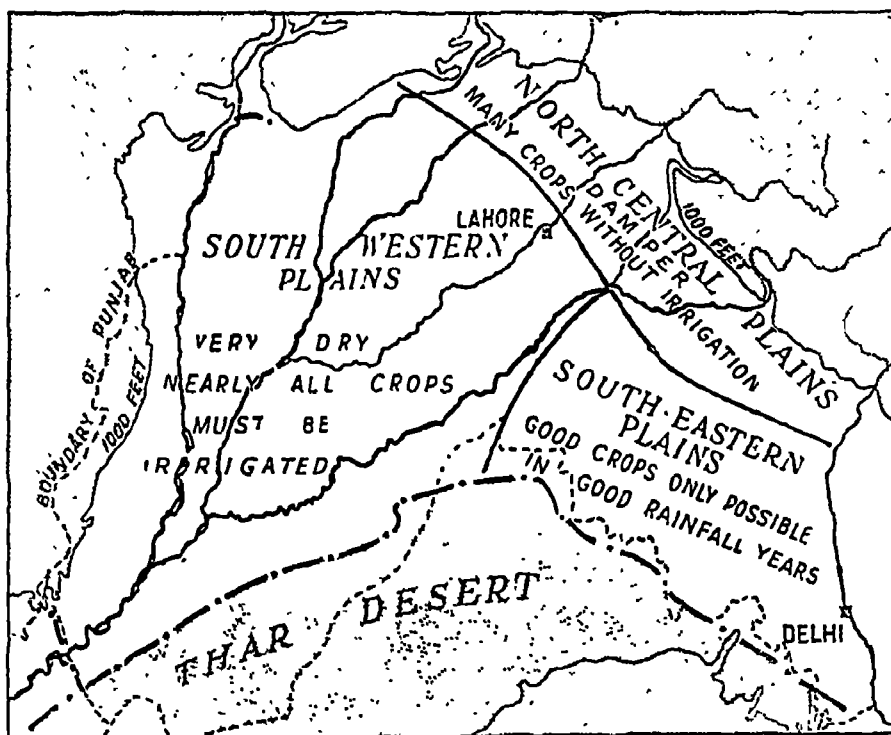 NORTH CENTRAL PLAINS
DAMIPER
MANY CROPS WITHOUT IRRIGATION
1000 FEET
LAHORE
SOUTH WESTERN
PLAINS
VERY DRY
NEARLY ALL CROPS
MUST BE
IRRIGATED
BOUNDARY OF PUNJAB
1000 FEET
SOUTH-EASTERN
PLAINS
GOOD CROPS ONLY POSSIBLE
IN GOOD RAINFALL YEARS
THAR DESERT
DELHI